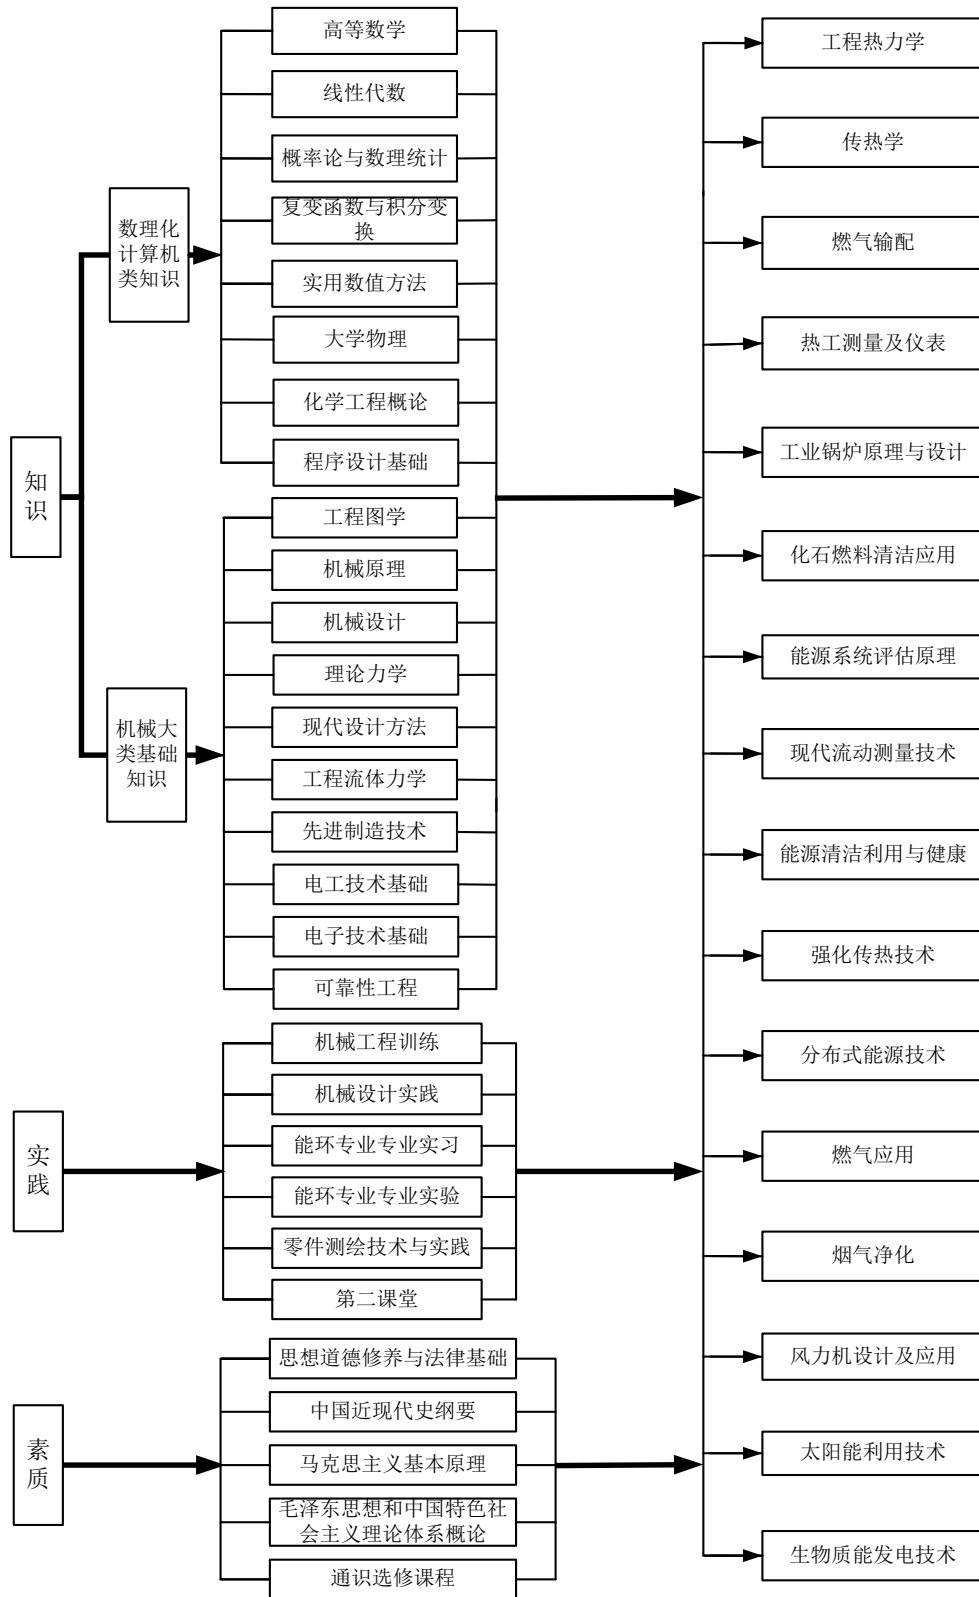 知
识
数理化
计算机
类知识
高等数学
线性代数
概率论与数理统计
复变函数与积分变
换
实用数值方法
大学物理
化学工程概论
程序设计基础
机械大
类基础
知识
工程图学
机械原理
机械设计
理论力学
现代设计方法
工程流体力学
先进制造技术
电工技术基础
电子技术基础
可靠性工程
实
践
机械工程训练
机械设计实践
能环专业专业实习
能环专业专业实验
零件测绘技术与实践
第二课堂
素
质
思想道德修养与法律基础
中国近现代史纲要
马克思主义基本原理
毛泽东思想和中国特色社
会主义理论体系概论
通识选修课程
工程热力学
传热学
燃气输配
热工测量及仪表
工业锅炉原理与设计
化石燃料清洁应用
能源系统评估原理
现代流动测量技术
能源清洁利用与健康
强化传热技术
分布式能源技术
燃气应用
烟气净化
风力机设计及应用
太阳能利用技术
生物质能发电技术